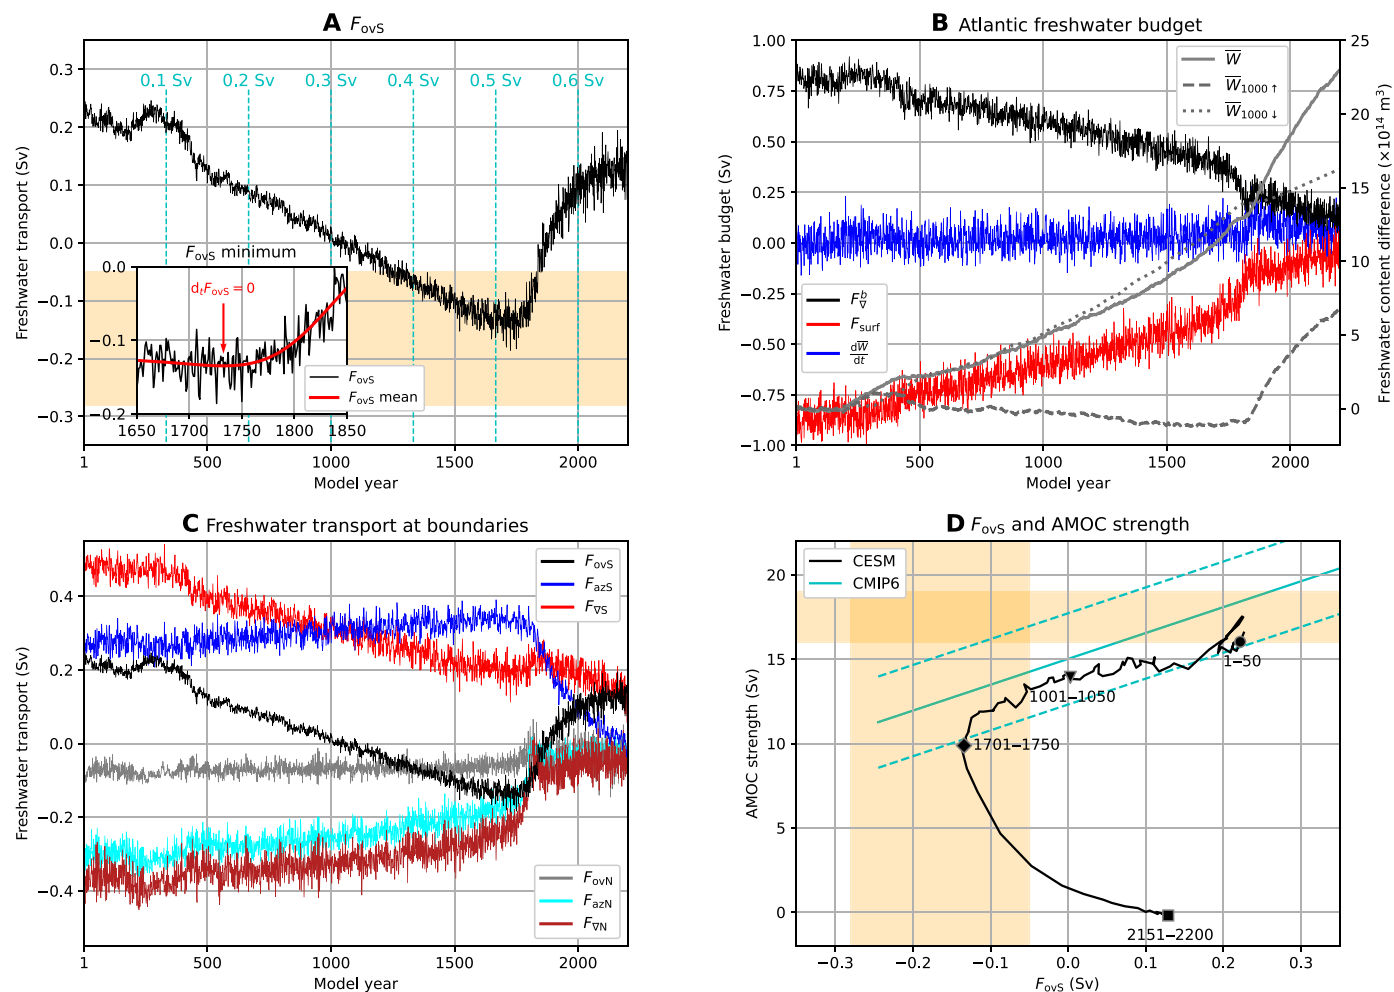 A F_ovS
0.1 Sv 0.2 Sv 0.3 Sv 0.4 Sv 0.5 Sv 0.6 Sv
0.3
0.2
0.1
0.0
−0.1
−0.2
−0.3
Freshwater transport (Sv)
F_ovS minimum
d_tF_ovS = 0
0.0
−0.1
−0.2
1650 1700 1750 1800 1850
F_ovS
F_ovS mean
1 500 1000 1500 2000
Model year
B Atlantic freshwater budget
1.00
0.75
0.50
0.25
0.00
−0.25
−0.50
−0.75
−1.00
Freshwater budget (Sv)
W̅
W̅_1000↑
W̅_1000↓
F^b_∇
F_surf
dW̅/dt
25
20
15
10
5
0
Freshwater content difference (×10^14 m^3)
1 500 1000 1500 2000
Model year
C Freshwater transport at boundaries
0.4
0.2
0.0
−0.2
−0.4
Freshwater transport (Sv)
F_ovS
F_azS
F_∇S
F_ovN
F_azN
F_∇N
1 500 1000 1500 2000
Model year
D F_ovS and AMOC strength
20
15
10
5
0
AMOC strength (Sv)
CESM
CMIP6
1−50
1001−1050
1701−1750
2151−2200
−0.3 −0.2 −0.1 0.0 0.1 0.2 0.3
F_ovS (Sv)